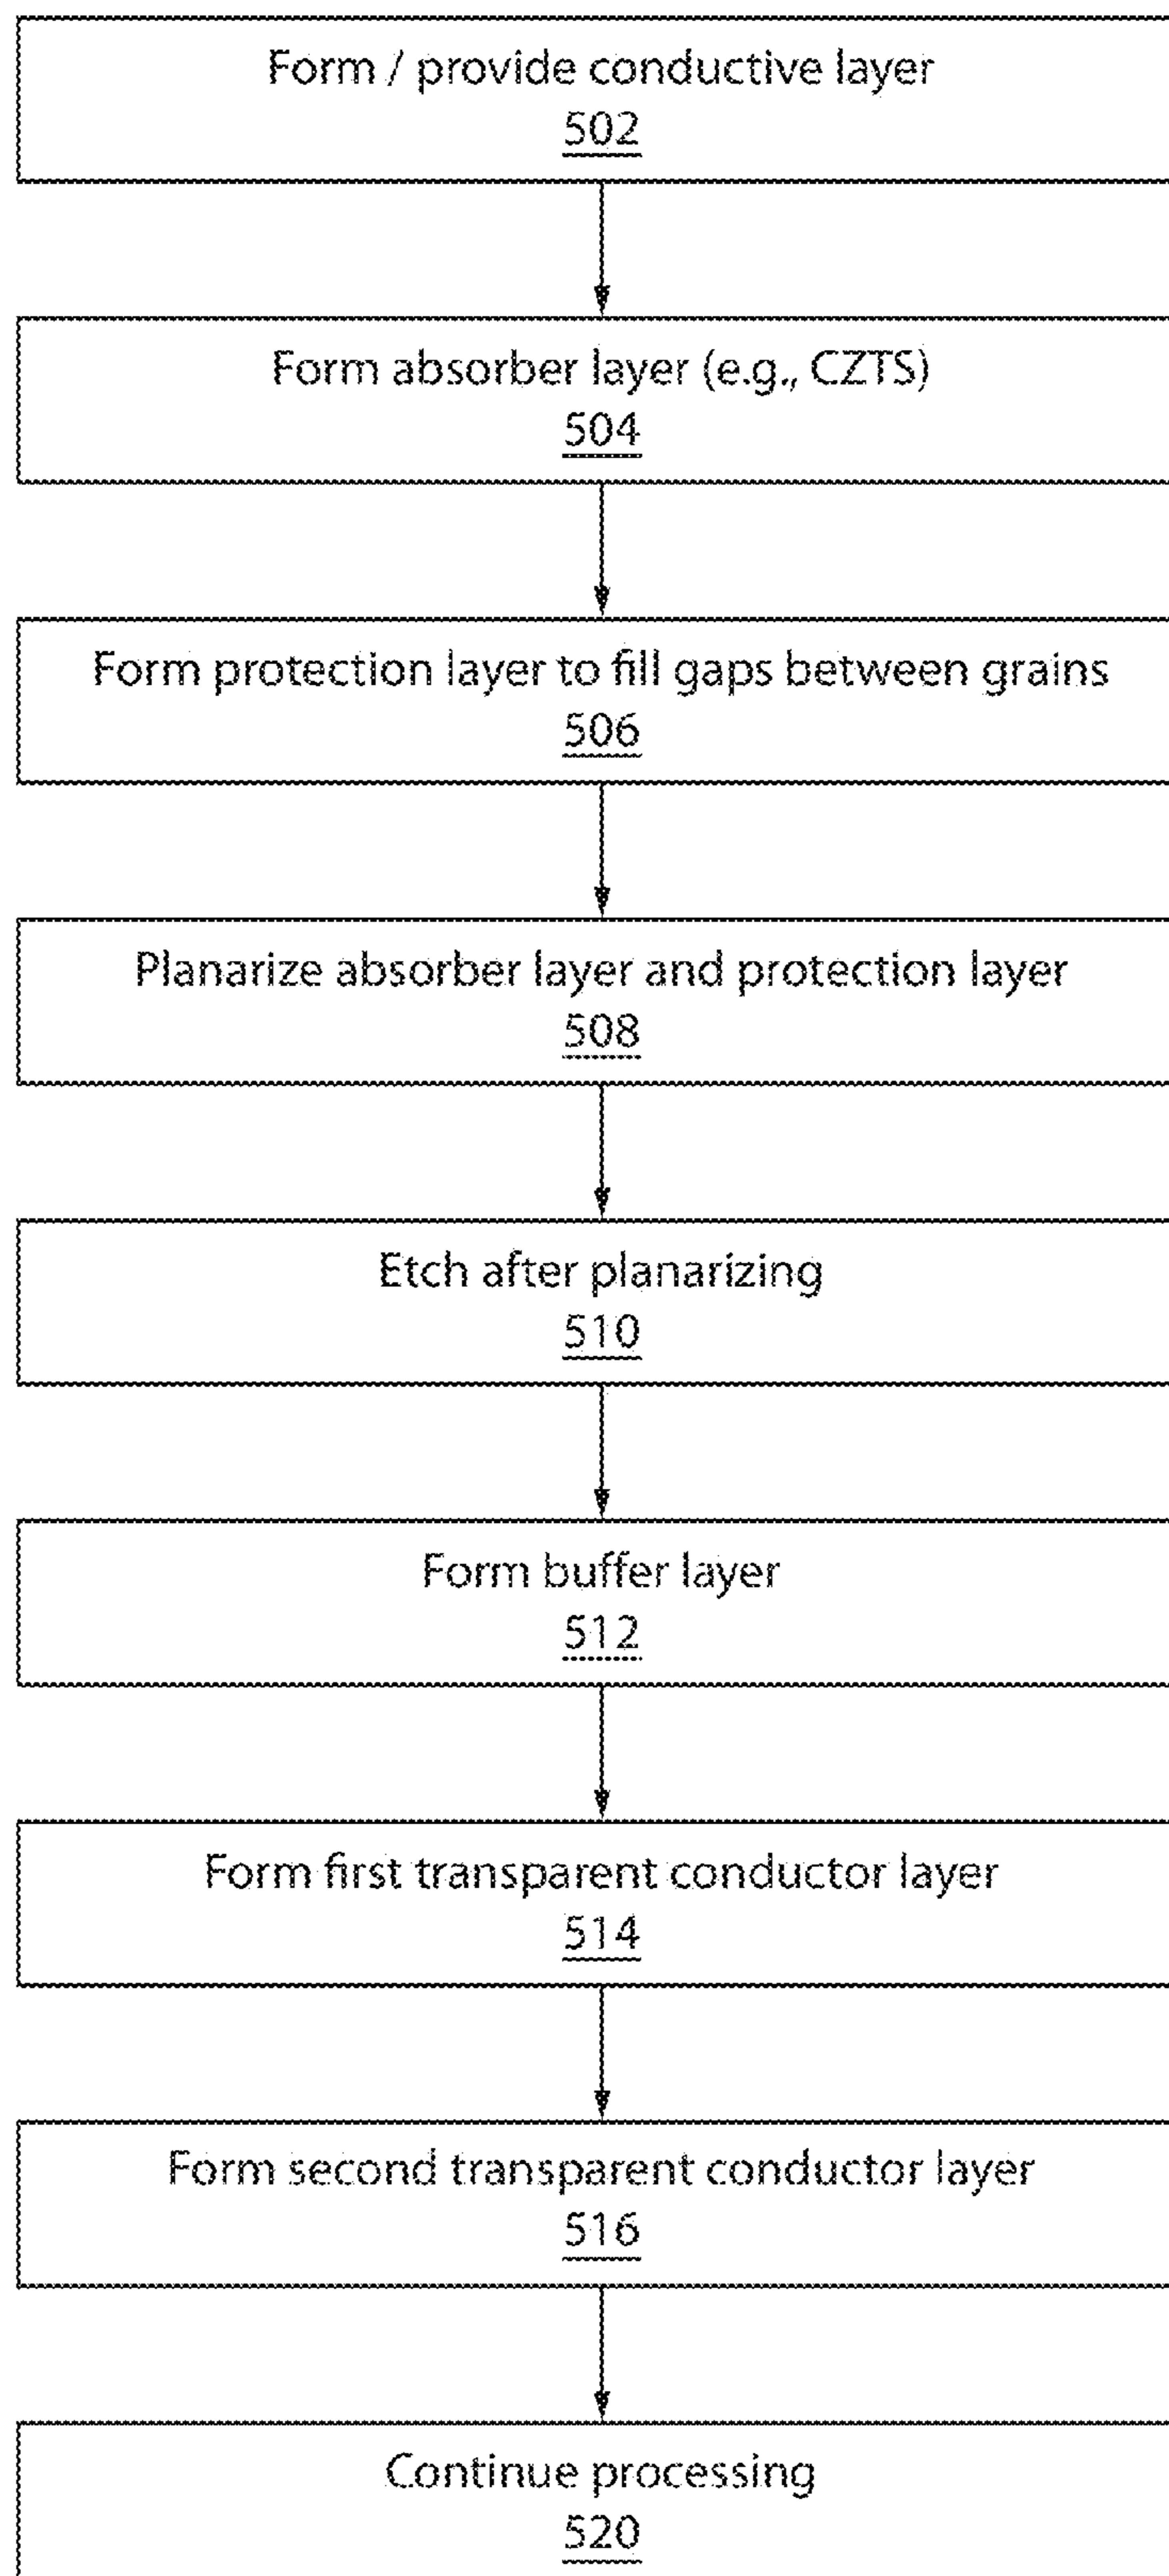 Form / provide conductive layer
502
Form absorber layer (e.g., CZTS)
504
Form protection layer to fill gaps between grains
506
Planarize absorber layer and protection layer
508
Etch after planarizing
510
Form buffer layer
512
Form first transparent conductor layer
514
Form second transparent conductor layer
516
Continue processing
520